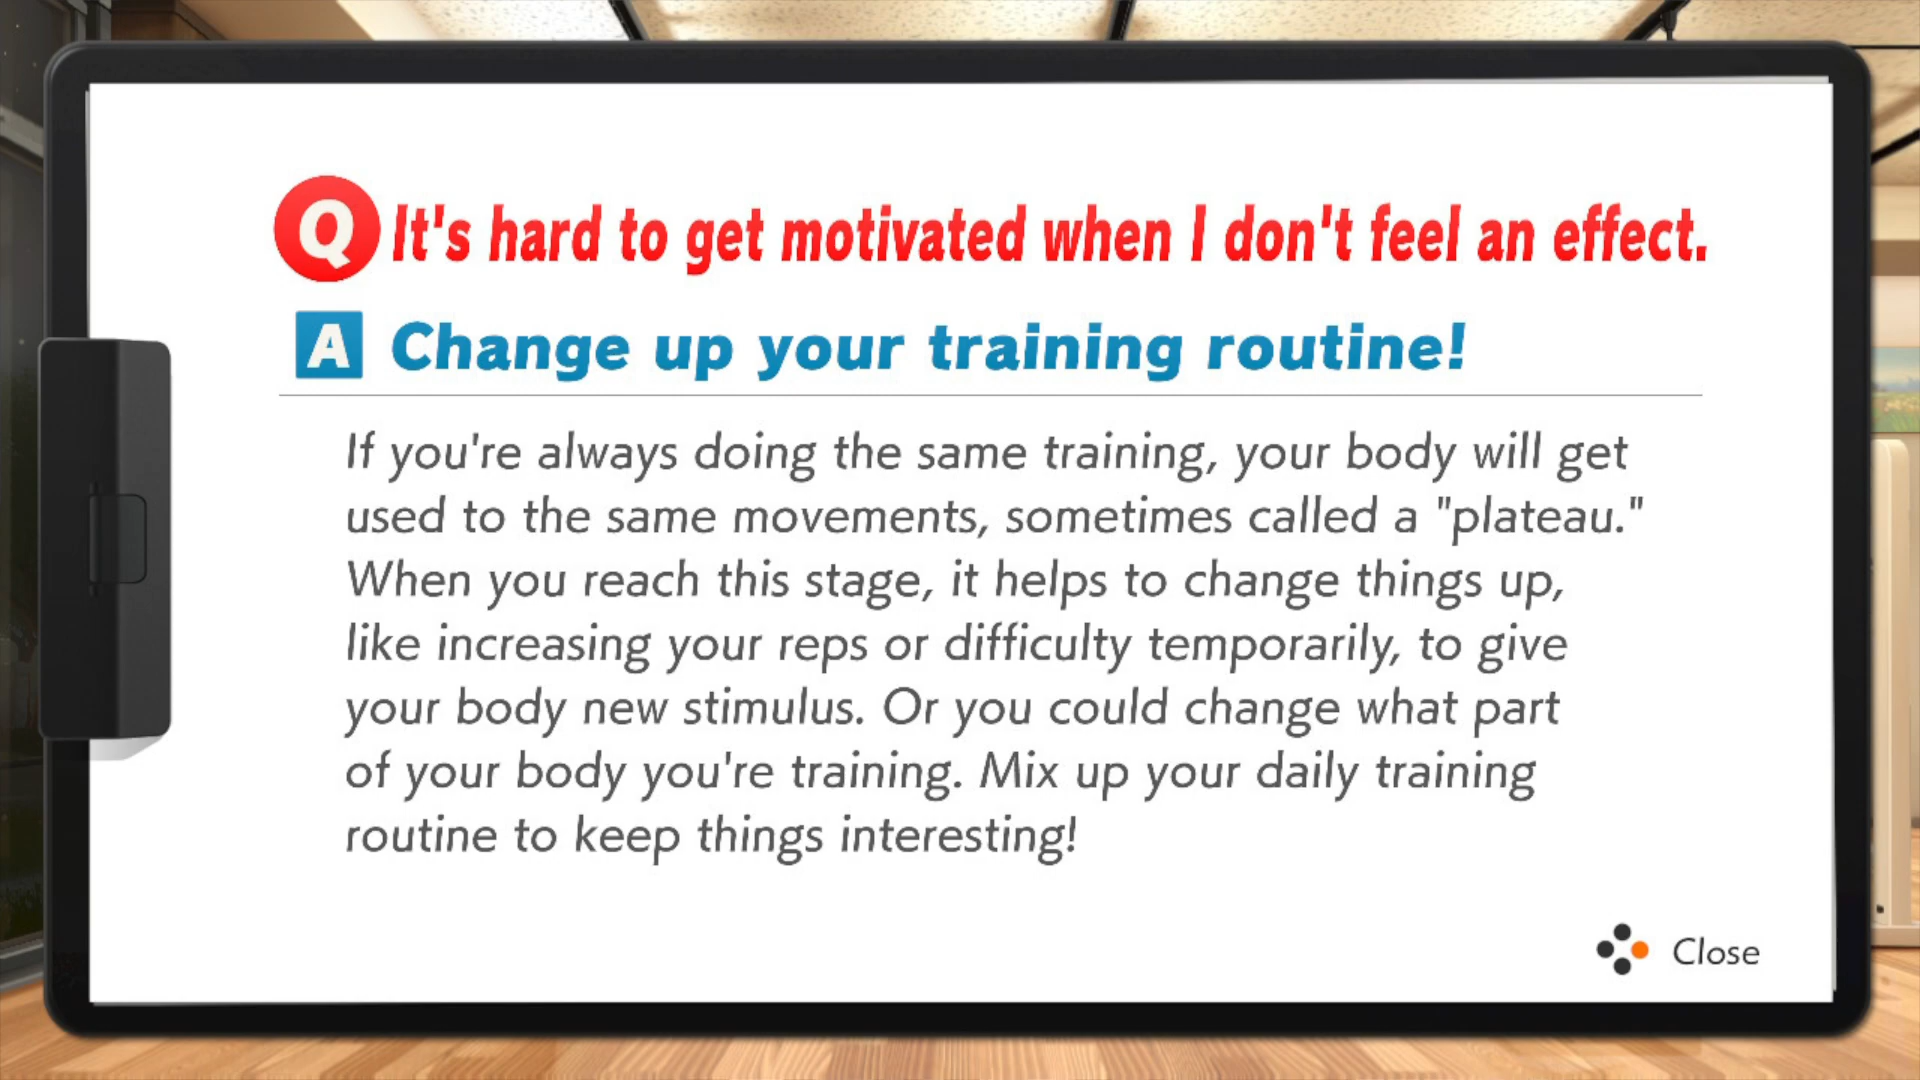 Q It's hard to get motivated when I don't feel an effect.
A Change up your training routine!
If you're always doing the same training, your body will get
used to the same movements, sometimes called a "plateau."
When you reach this stage, it helps to change things up,
like increasing your reps or difficulty temporarily, to give
your body new stimulus. Or you could change what part
of your body you're training. Mix up your daily training
routine to keep things interesting!
Close